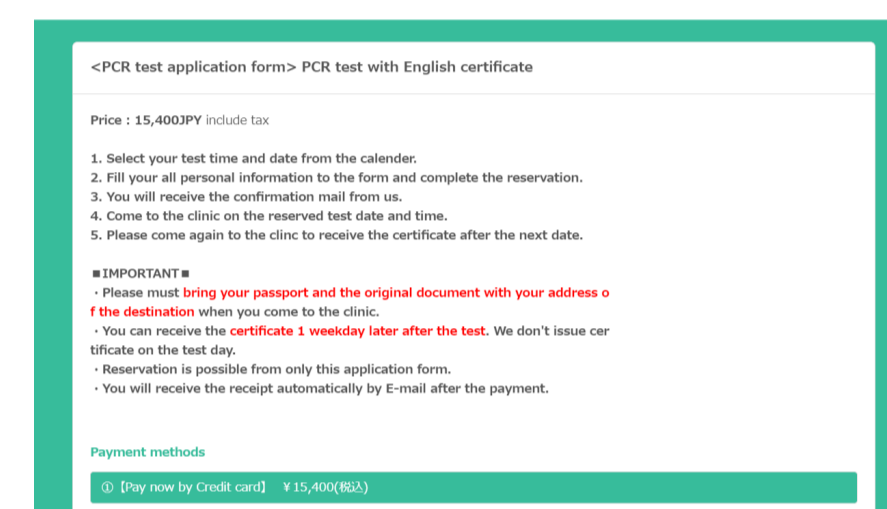 <PCR test application form> PCR test with English certificate
Price : 15,400JPY include tax
1. Select your test time and date from the calender.
2. Fill your all personal information to the form and complete the reservation.
3. You will receive the confirmation mail from us.
4. Come to the clinic on the reserved test date and time.
5. Please come again to the clinc to receive the certificate after the next date.
■IMPORTANT■
・Please must bring your passport and the original document with your address o
f the destination when you come to the clinic.
・You can receive the certificate 1 weekday later after the test. We don't issue cer
tificate on the test day.
・Reservation is possible from only this application form.
・You will receive the receipt automatically by E-mail after the payment.
Payment methods
①【Pay now by Credit card】 ¥15,400(税込)